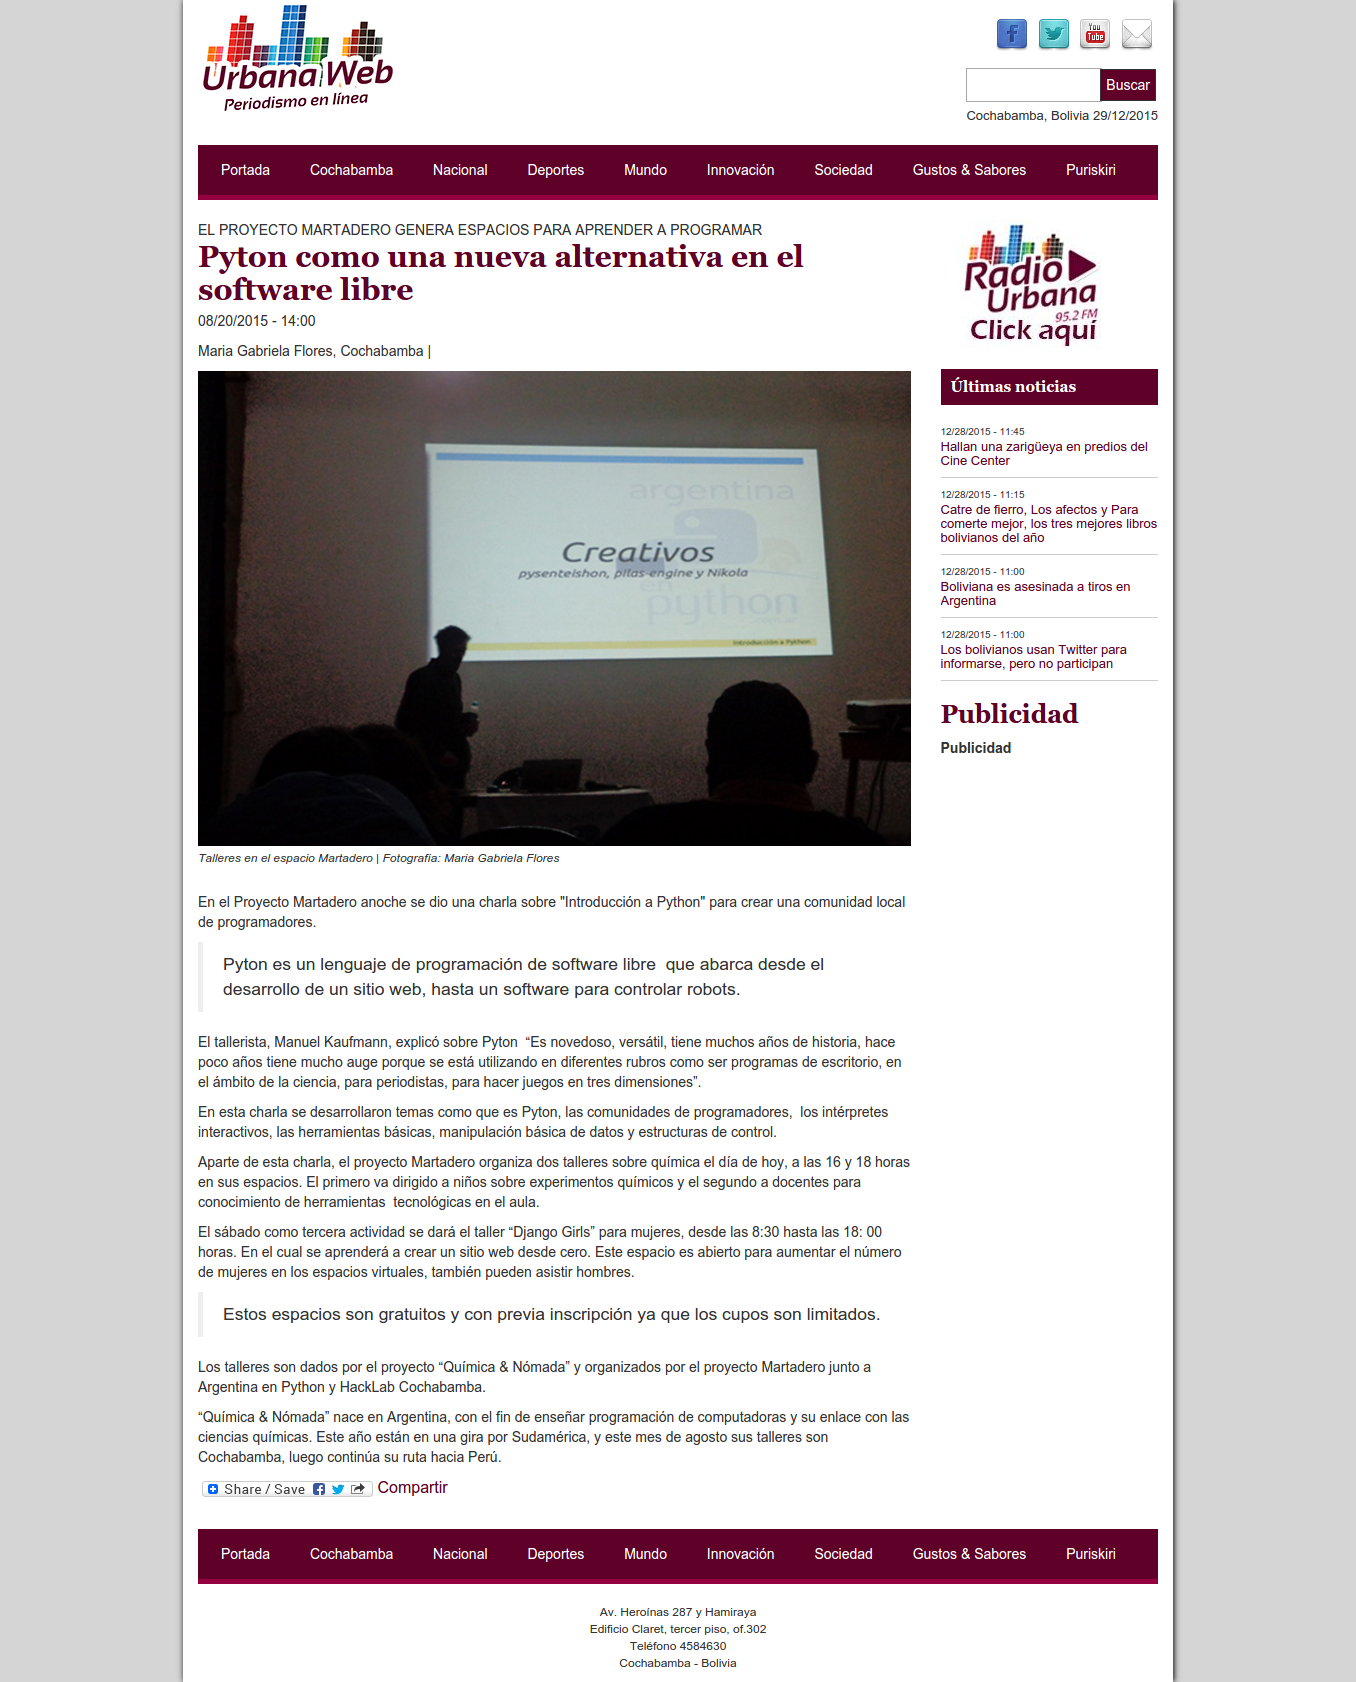 Urbana Web
Periodismo en línea
You
Tube
Buscar
Cochabamba, Bolivia 29/12/2015
Portada Cochabamba Nacional Deportes Mundo Innovación Sociedad Gustos & Sabores Puriskiri
EL PROYECTO MARTADERO GENERA ESPACIOS PARA APRENDER A PROGRAMAR
Pyton como una nueva alternativa en el
software libre
08/20/2015 - 14:00
Maria Gabriela Flores, Cochabamba |
argentina
Creativos
pysenteishon, pilas-engine y Nikola
en
python
Introducción a Python
Talleres en el espacio Martadero | Fotografía: Maria Gabriela Flores
En el Proyecto Martadero anoche se dio una charla sobre "Introducción a Python" para crear una comunidad local
de programadores.
Pyton es un lenguaje de programación de software libre  que abarca desde el
desarrollo de un sitio web, hasta un software para controlar robots.
El tallerista, Manuel Kaufmann, explicó sobre Pyton  “Es novedoso, versátil, tiene muchos años de historia, hace
poco años tiene mucho auge porque se está utilizando en diferentes rubros como ser programas de escritorio, en
el ámbito de la ciencia, para periodistas, para hacer juegos en tres dimensiones”.
En esta charla se desarrollaron temas como que es Pyton, las comunidades de programadores,  los intérpretes
interactivos, las herramientas básicas, manipulación básica de datos y estructuras de control.
Aparte de esta charla, el proyecto Martadero organiza dos talleres sobre química el día de hoy, a las 16 y 18 horas
en sus espacios. El primero va dirigido a niños sobre experimentos químicos y el segundo a docentes para
conocimiento de herramientas  tecnológicas en el aula.
El sábado como tercera actividad se dará el taller “Django Girls” para mujeres, desde las 8:30 hasta las 18: 00
horas. En el cual se aprenderá a crear un sitio web desde cero. Este espacio es abierto para aumentar el número
de mujeres en los espacios virtuales, también pueden asistir hombres.
Estos espacios son gratuitos y con previa inscripción ya que los cupos son limitados.
Los talleres son dados por el proyecto “Química & Nómada” y organizados por el proyecto Martadero junto a
Argentina en Python y HackLab Cochabamba.
“Química & Nómada” nace en Argentina, con el fin de enseñar programación de computadoras y su enlace con las
ciencias químicas. Este año están en una gira por Sudamérica, y este mes de agosto sus talleres son
Cochabamba, luego continúa su ruta hacia Perú.
Share / Save Compartir
Radio
Urbana
95.2 FM
Click aquí
Últimas noticias
12/28/2015 - 11:45
Hallan una zarigüeya en predios del
Cine Center
12/28/2015 - 11:15
Catre de fierro, Los afectos y Para
comerte mejor, los tres mejores libros
bolivianos del año
12/28/2015 - 11:00
Boliviana es asesinada a tiros en
Argentina
12/28/2015 - 11:00
Los bolivianos usan Twitter para
informarse, pero no participan
Publicidad
Publicidad
Portada Cochabamba Nacional Deportes Mundo Innovación Sociedad Gustos & Sabores Puriskiri
Av. Heroínas 287 y Hamiraya
Edificio Claret, tercer piso, of.302
Teléfono 4584630
Cochabamba - Bolivia